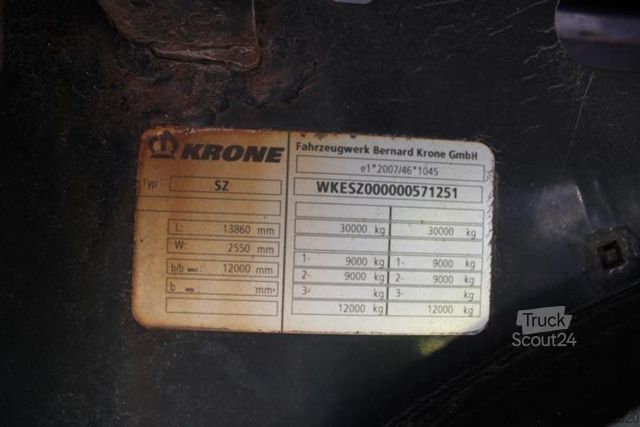 KRONE
Typ SZ
L: 13860 mm
W: 2550 mm
b/b MAX. : 12000 mm
b MIN : mm
Fahrzeugwerk Bernard Krone GmbH
e1*2007/46*1045
WKESZ000000571251
30000 kg 30000 kg
1- 9000 kg 1- 9000 kg
2- 9000 kg 2- 9000 kg
3- kg 3- kg
12000 kg 12000 kg
Truck
Scout24